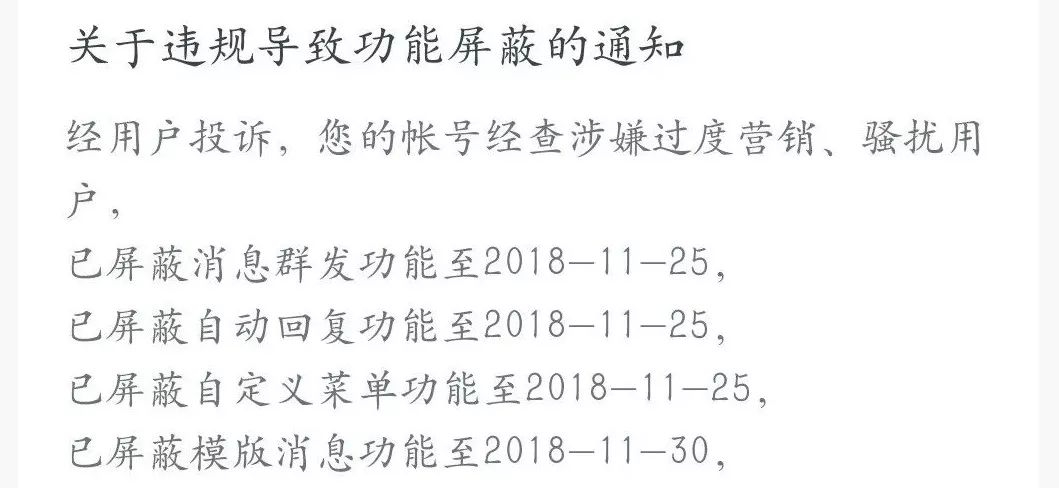 关于违规导致功能屏蔽的通知
经用户投诉，您的帐号经查涉嫌过度营销、骚扰用
户，
已屏蔽消息群发功能至2018-11-25，
已屏蔽自动回复功能至2018-11-25，
已屏蔽自定义菜单功能至2018-11-25，
已屏蔽模版消息功能至2018-11-30，